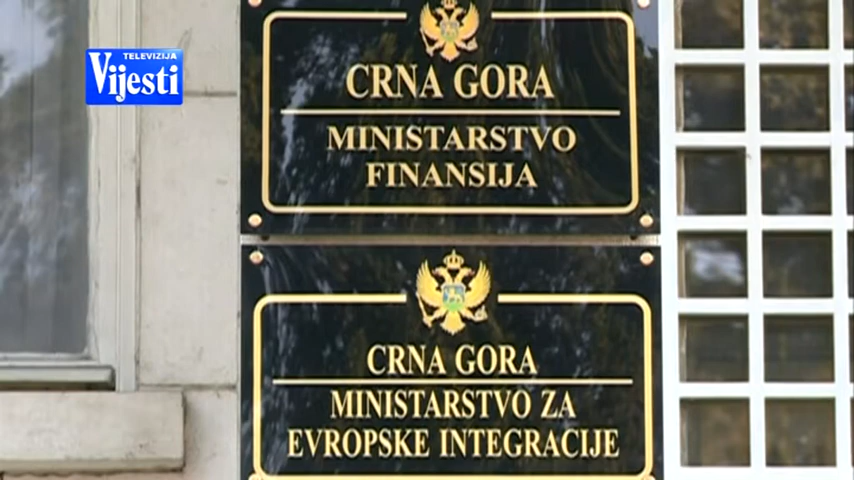 TELEVIZIJA
Vijesti
CRNA GORA
MINISTARSTVO
FINANSIJA
CRNA GORA
MINISTARSTVO ZA
EVROPSKE INTEGRACIJE